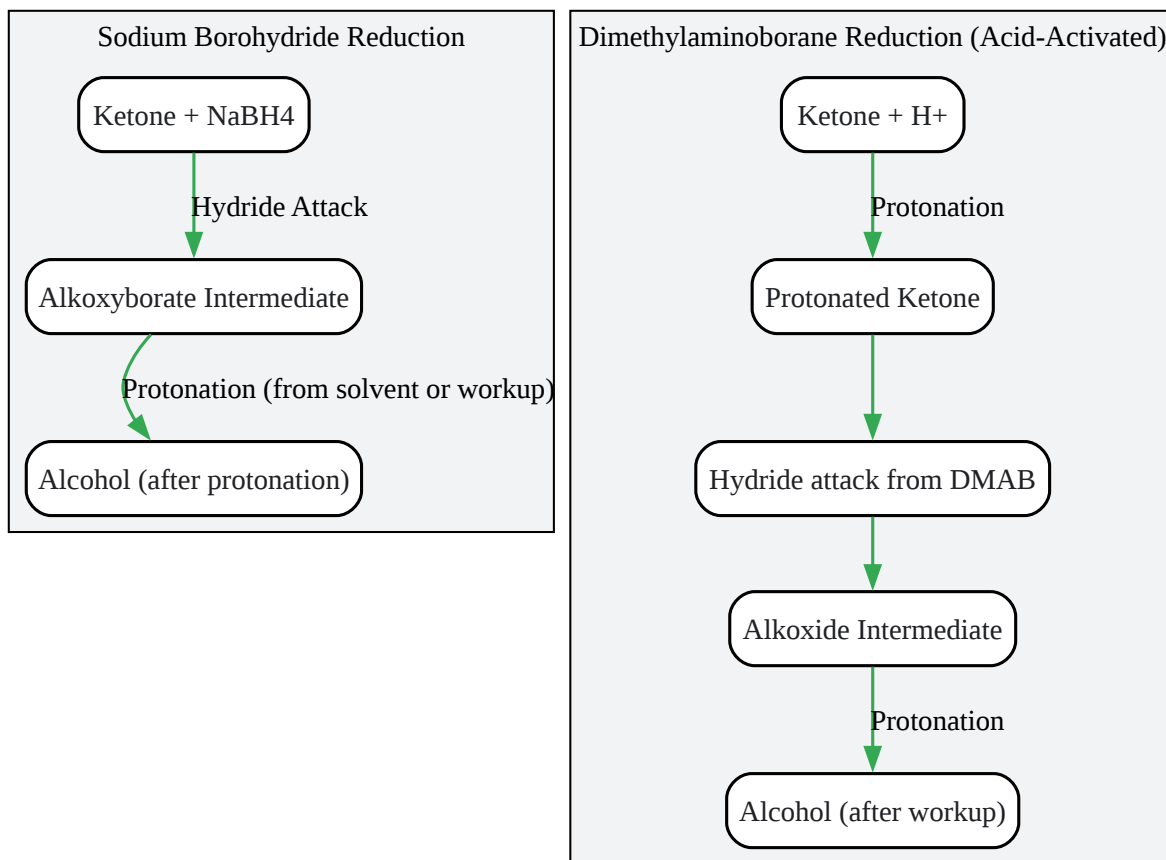 Sodium Borohydride Reduction
Ketone + NaBH4
Hydride Attack
Alkoxyborate Intermediate
Protonation (from solvent or workup)
Alcohol (after protonation)
Dimethylaminoborane Reduction (Acid-Activated)
Ketone + H+
Protonation
Protonated Ketone
Hydride attack from DMAB
Alkoxide Intermediate
Protonation
Alcohol (after workup)